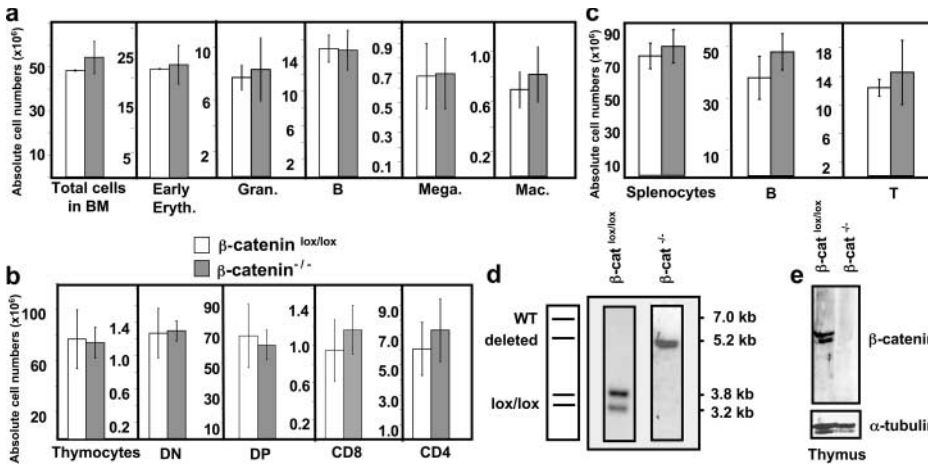 a
Absolute cell numbers (x10⁶)
50
30
10
Total cells in BM
25
15
5
Early Eryth.
10
6
2
Gran.
14
10
6
2
B
0.9
0.7
0.5
0.3
0.1
Mega.
1.0
0.6
0.2
Mac.
c
Absolute cell numbers (x10⁶)
90
70
50
30
10
Splenocytes
50
30
10
B
18
14
10
6
2
T
β-catenin lox/lox
β-catenin-/-
b
Absolute cell numbers (x10⁶)
100
60
20
Thymocytes
1.4
1.0
0.6
0.2
DN
90
70
50
30
10
DP
1.4
1.0
0.6
0.2
CD8
9.0
7.0
5.0
3.0
1.0
CD4
d
β-cat lox/lox
β-cat -/-
WT
deleted
lox/lox
7.0 kb
5.2 kb
3.8 kb
3.2 kb
e
β-cat lox/lox
β-cat -/-
β-catenin
α-tubulin
Thymus